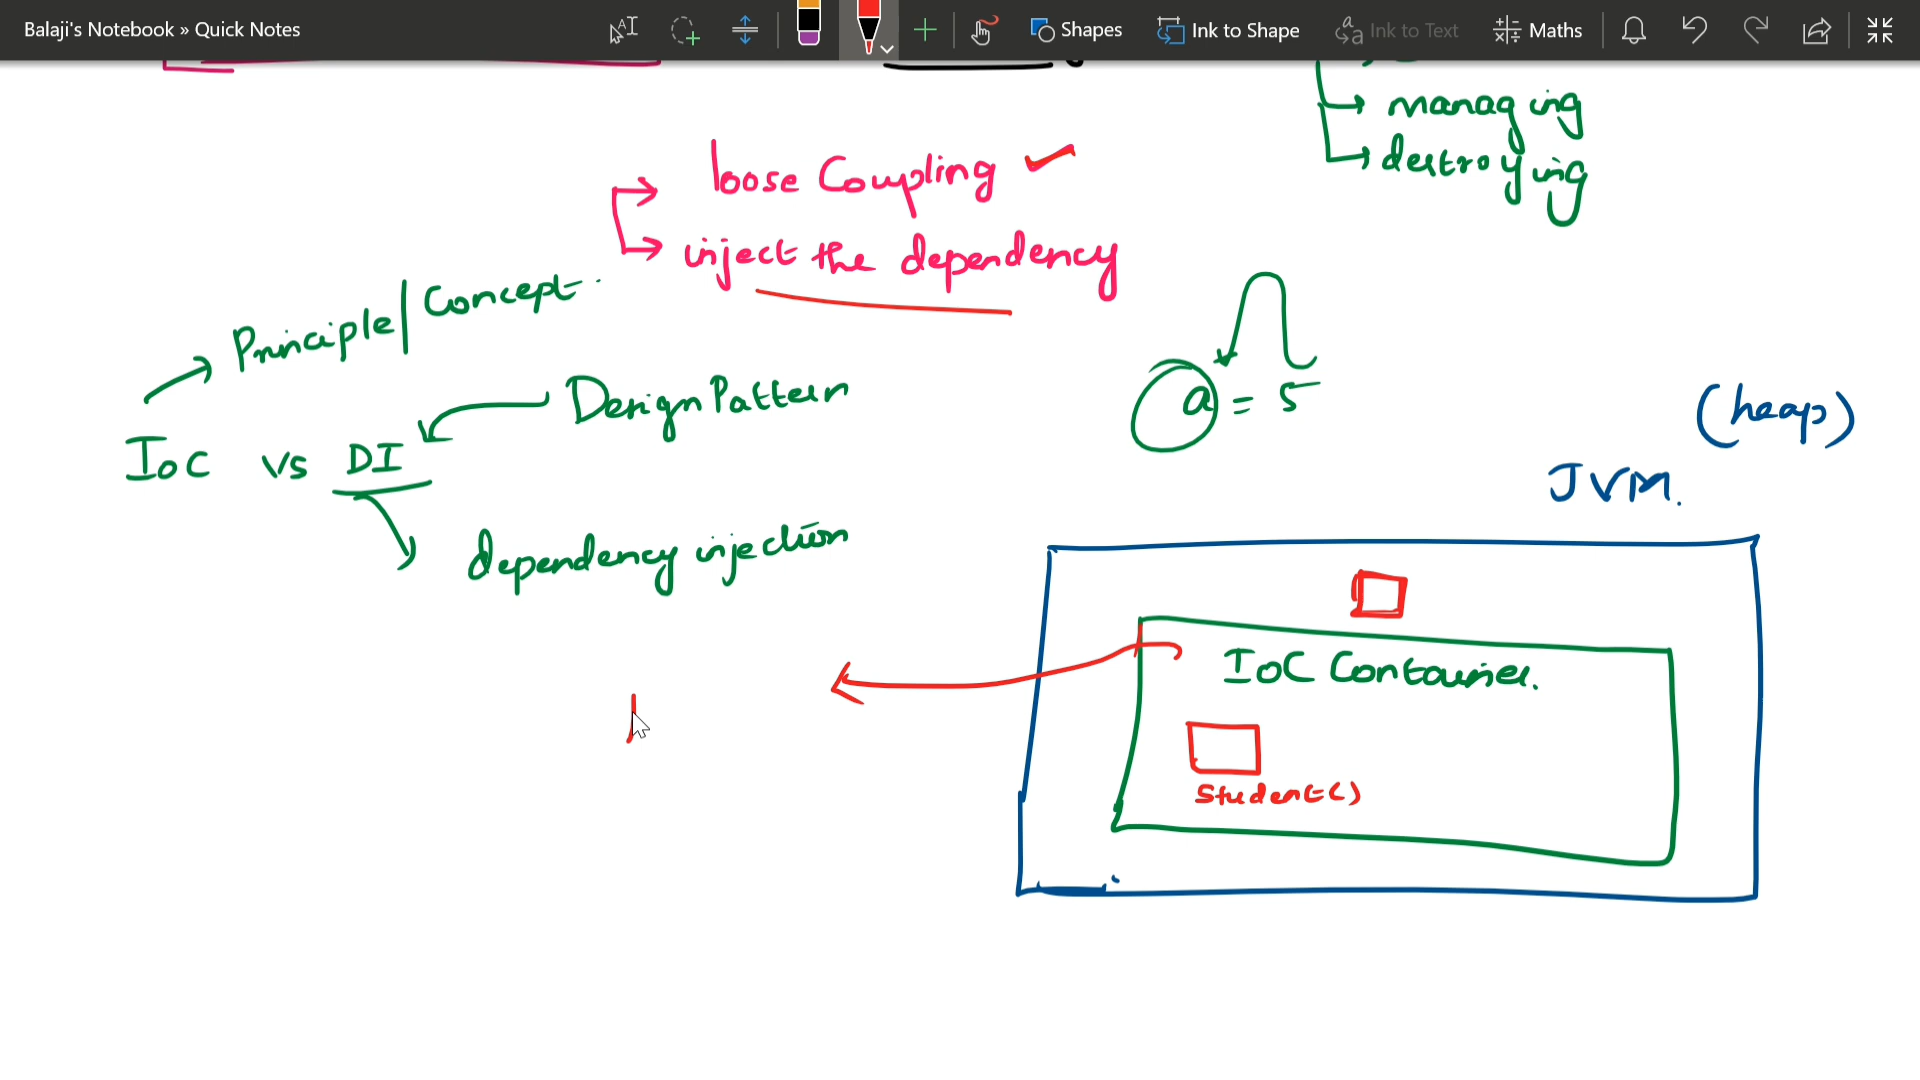 Balaji's Notebook » Quick Notes
Shapes
Ink to Shape
Ink to Text
Maths
managing
destroying
loose Coupling
inject the dependency
Principle/Concept.
Design Pattern
IoC vs DI
dependency injection
a = 5
(heap)
JVM.
IoC Container.
Student()